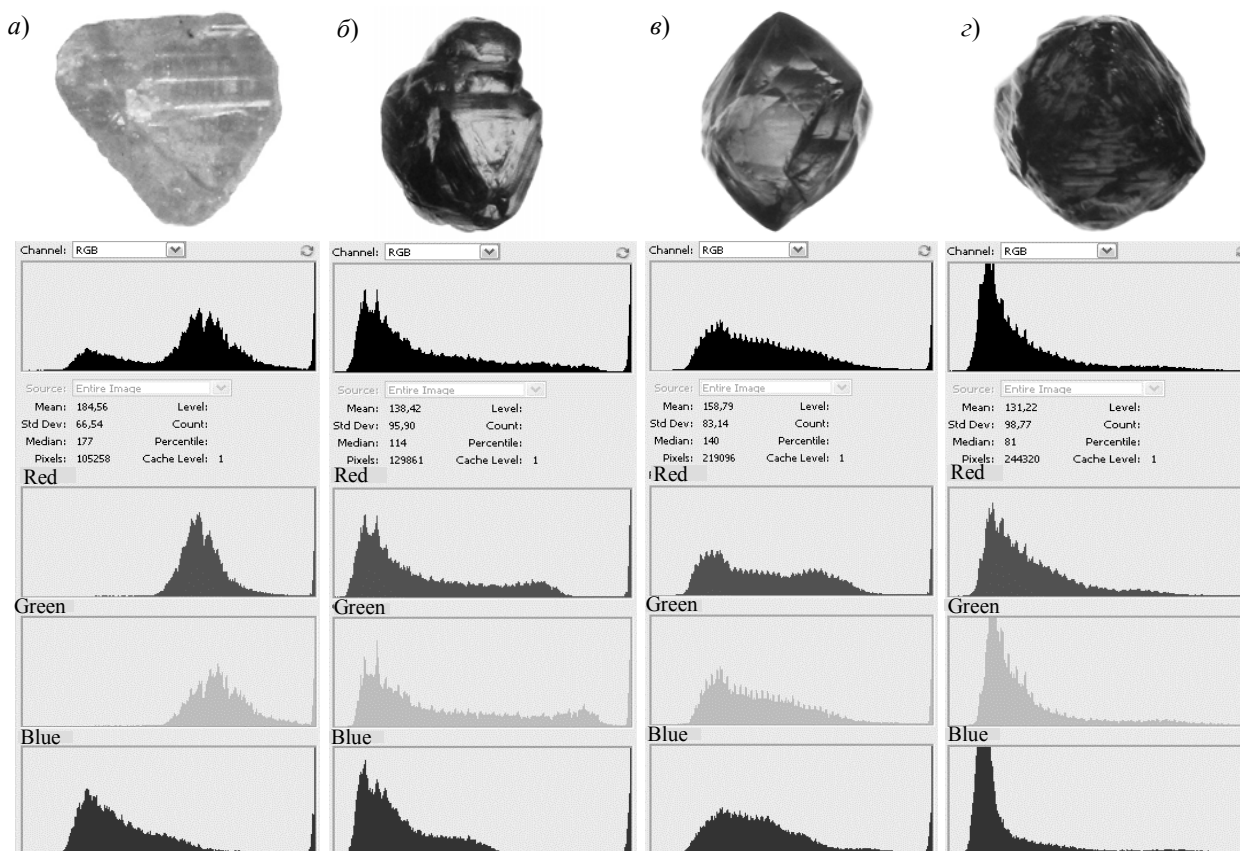 а)
б)
в)
г)
Channel: RGB
Channel: RGB
Channel: RGB
Channel: RGB
Source: Entire Image
Source: Entire Image
Source: Entire Image
Source: Entire Image
Mean: 184,56 Level:
Mean: 138,42 Level:
Mean: 158,79 Level:
Mean: 131,22 Level:
Std Dev: 66,54 Count:
Std Dev: 95,90 Count:
Std Dev: 83,14 Count:
Std Dev: 98,77 Count:
Median: 177 Percentile:
Median: 114 Percentile:
Median: 140 Percentile:
Median: 81 Percentile:
Pixels: 105258 Cache Level: 1
Pixels: 129861 Cache Level: 1
Pixels: 219096 Cache Level: 1
Pixels: 244320 Cache Level: 1
Red
Red
Red
Red
Green
Green
Green
Green
Blue
Blue
Blue
Blue